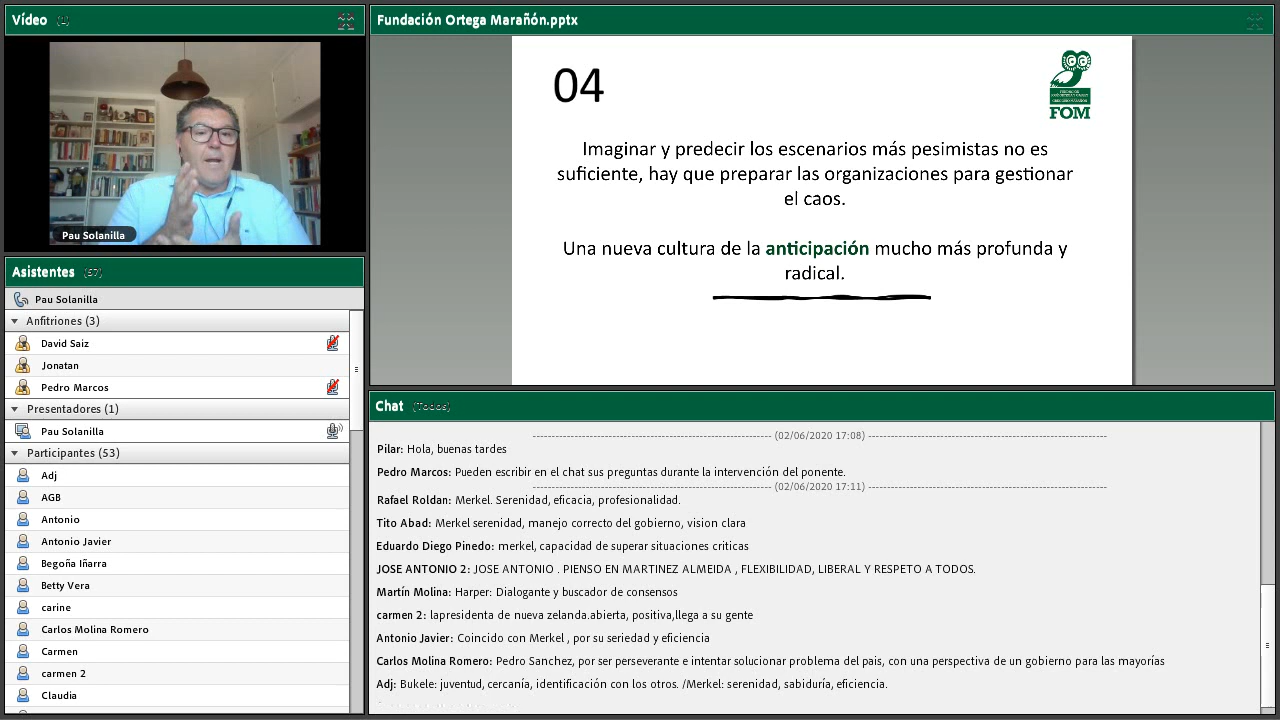 Vídeo (1)
Pau Solanilla
Asistentes (57)
Pau Solanilla
Anfitriones (3)
David Saiz
Jonatan
Pedro Marcos
Presentadores (1)
Pau Solanilla
Participantes (53)
Adj
AGB
Antonio
Antonio Javier
Begoña Iñarra
Betty Vera
carine
Carlos Molina Romero
Carmen
carmen 2
Claudia
Fundación Ortega Marañón.pptx
04
FOM
Imaginar y predecir los escenarios más pesimistas no es
suficiente, hay que preparar las organizaciones para gestionar
el caos.
Una nueva cultura de la anticipación mucho más profunda y
radical.
Chat (Todos)
(02/06/2020 17:08)
Pilar: Hola, buenas tardes
Pedro Marcos: Pueden escribir en el chat sus preguntas durante la intervención del ponente.
(02/06/2020 17:11)
Rafael Roldan: Merkel. Serenidad, eficacia, profesionalidad.
Tito Abad: Merkel serenidad, manejo correcto del gobierno, vision clara
Eduardo Diego Pinedo: merkel, capacidad de superar situaciones criticas
JOSE ANTONIO 2: JOSE ANTONIO . PIENSO EN MARTINEZ ALMEIDA , FLEXIBILIDAD, LIBERAL Y RESPETO A TODOS.
Martín Molina: Harper: Dialogante y buscador de consensos
carmen 2: lapresidenta de nueva zelanda.abierta, positiva,llega a su gente
Antonio Javier: Coincido con Merkel , por su seriedad y eficiencia
Carlos Molina Romero: Pedro Sanchez, por ser perseverante e intentar solucionar problema del pais, con una perspectiva de un gobierno para las mayorías
Adj: Bukele: juventud, cercanía, identificación con los otros. /Merkel: serenidad, sabiduría, eficiencia.